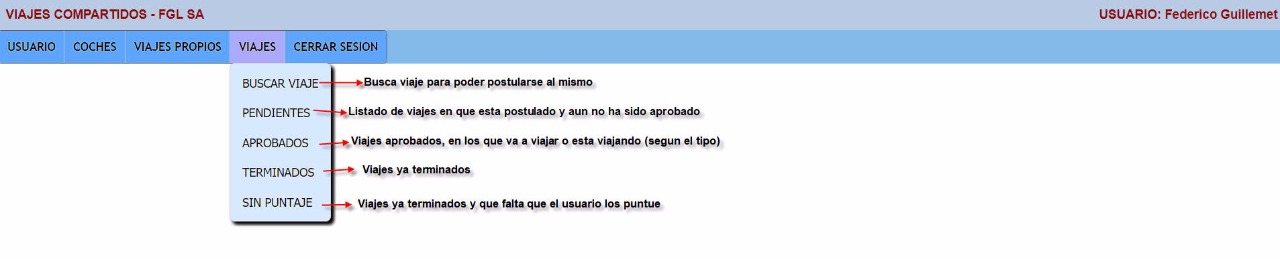 VIAJES COMPARTIDOS - FGL SA USUARIO: Federico Guillemet
USUARIO COCHES VIAJES PROPIOS VIAJES CERRAR SESION
BUSCAR VIAJE Busca viaje para poder postularse al mismo
PENDIENTES Listado de viajes en que esta postulado y aun no ha sido aprobado
APROBADOS Viajes aprobados, en los que va a viajar o esta viajando (segun el tipo)
TERMINADOS Viajes ya terminados
SIN PUNTAJE Viajes ya terminados y que falta que el usuario los puntue